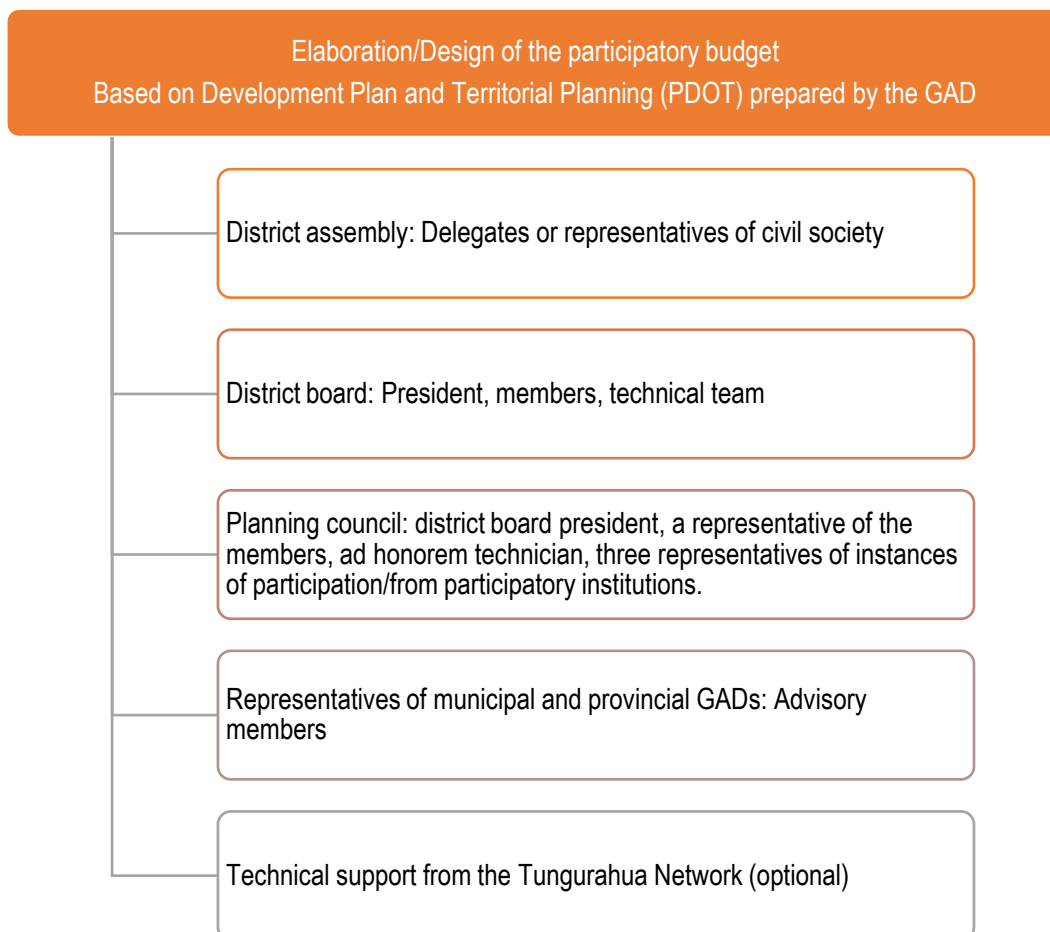 Elaboration/Design of the participatory budget
Based on Development Plan and Territorial Planning (PDOT) prepared by the GAD
District assembly: Delegates or representatives of civil society
District board: President, members, technical team
Planning council: district board president, a representative of the
members, ad honorem technician, three representatives of instances
of participation/from participatory institutions.
Representatives of municipal and provincial GADs: Advisory
members
Technical support from the Tungurahua Network (optional)